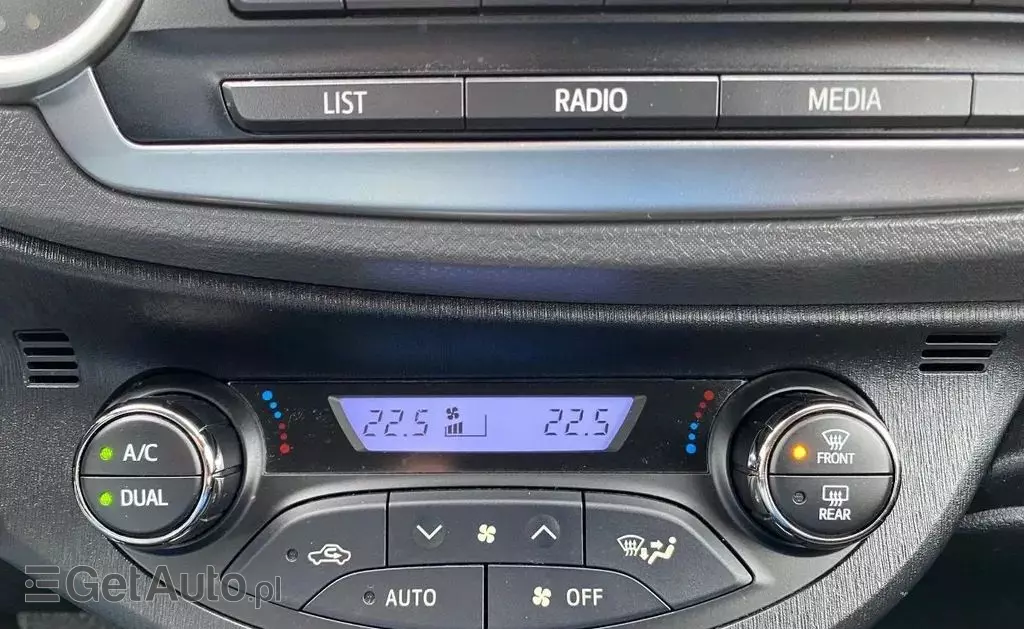 LIST RADIO MEDIA
22.5 22.5
A/C
FRONT
DUAL
REAR
AUTO
OFF
GetAuto.pl